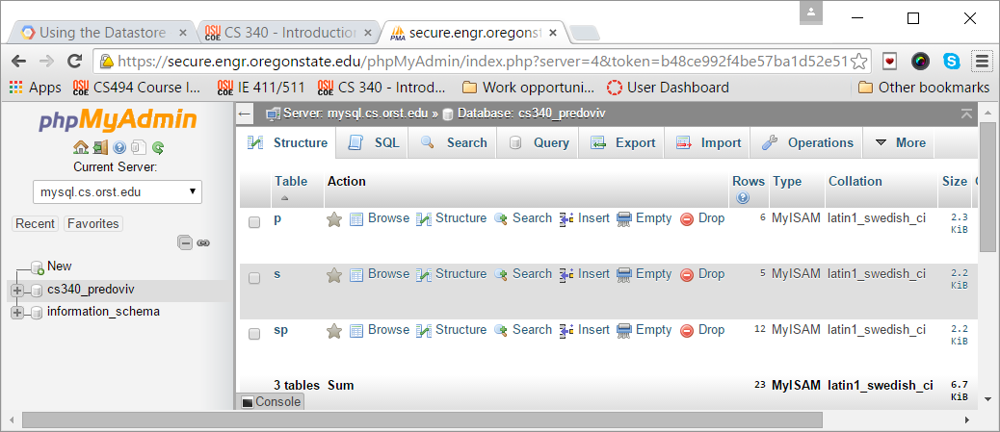 Using the Datastore
CS 340 - Introduction
secure.engr.oregonst
https://secure.engr.oregonstate.edu/phpMyAdmin/index.php?server=4&token=b48ce992f4be57ba1d52e51
Apps
CS494 Course I...
IE 411/511
CS 340 - Introd...
Work opportuni...
User Dashboard
Other bookmarks
phpMyAdmin
Current Server:
mysql.cs.orst.edu
Recent Favorites
New
cs340_predoviv
information_schema
Server: mysql.cs.orst.edu » Database: cs340_predoviv
Structure SQL Search Query Export Import Operations More
Table Action Rows Type Collation Size
p Browse Structure Search Insert Empty Drop 6 MyISAM latin1_swedish_ci 2.3
KiB
s Browse Structure Search Insert Empty Drop 5 MyISAM latin1_swedish_ci 2.2
KiB
sp Browse Structure Search Insert Empty Drop 12 MyISAM latin1_swedish_ci 2.2
KiB
3 tables Sum 23 MyISAM latin1_swedish_ci 6.7
KiB
Console